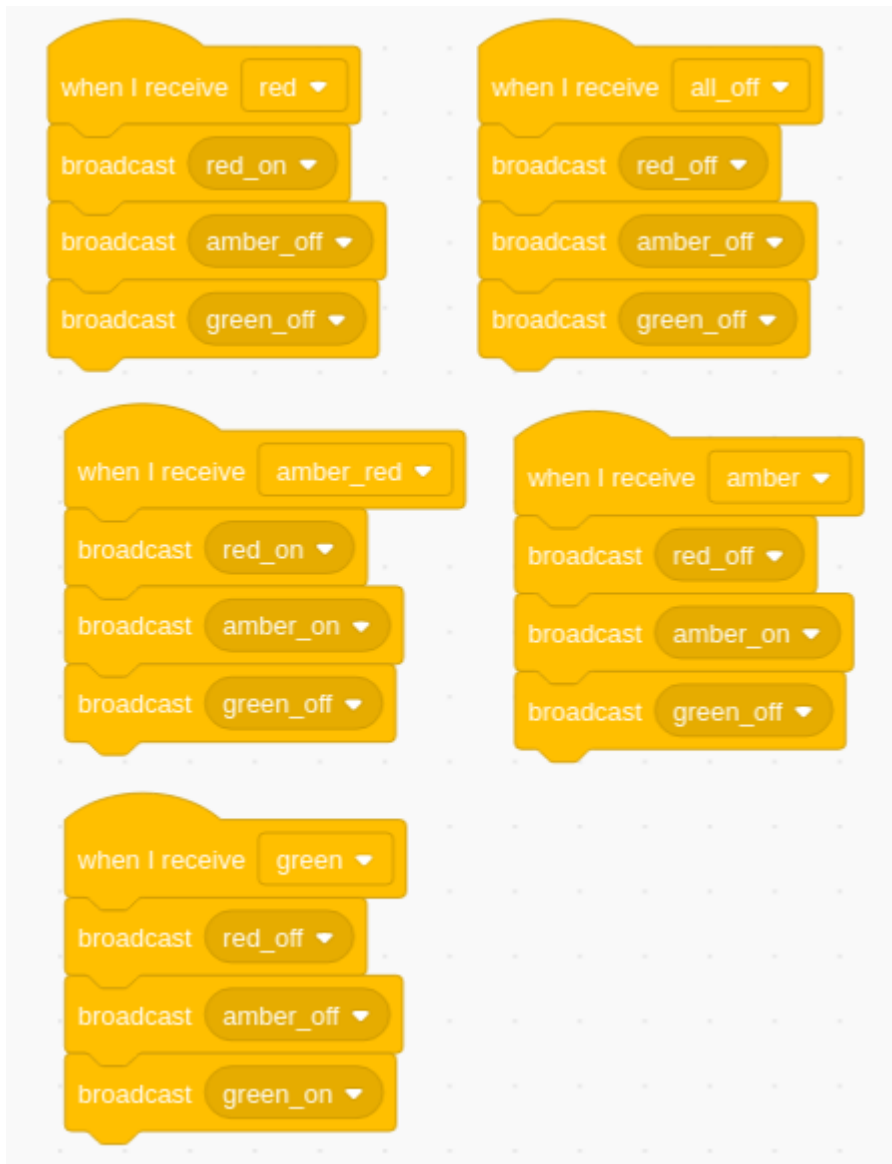 when I receive red
broadcast red_on
broadcast amber_off
broadcast green_off
when I receive all_off
broadcast red_off
broadcast amber_off
broadcast green_off
when I receive amber_red
broadcast red_on
broadcast amber_on
broadcast green_off
when I receive amber
broadcast red_off
broadcast amber_on
broadcast green_off
when I receive green
broadcast red_off
broadcast amber_off
broadcast green_on